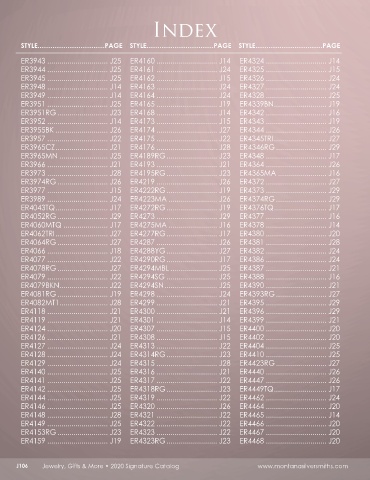 INDEX
STYLE..............................PAGE
ER3943 J25
ER3944 J25
ER3945 J25
ER3948 J14
ER3949 J14
ER3951 J25
ER3951RG J23
ER3952 J14
ER3955BK J26
ER3957 J22
ER3965CZ J21
ER3965MN J25
ER3966 J21
ER3973 J28
ER3974RG J26
ER3977 J15
ER3989 J24
ER4043TQ J17
ER4052RG J29
ER4060MTQ J17
ER4062TRI J27
ER4064RG J27
ER4066 J18
ER4077 J22
ER4078RG J27
ER4079 J22
ER4079BKN J22
ER4081RG J19
ER4082MTI J28
ER4118 J21
ER4119 J21
ER4124 J20
ER4126 J21
ER4127 J24
ER4128 J24
ER4129 J24
ER4140 J25
ER4141 J25
ER4142 J25
ER4144 J25
ER4146 J25
ER4148 J28
ER4149 J25
ER4153RG J23
ER4159 J19
STYLE..............................PAGE
ER4160 J14
ER4161 J24
ER4162 J15
ER4163 J24
ER4164 J24
ER4165 J19
ER4168 J14
ER4173 J15
ER4174 J27
ER4175 J22
ER4176 J28
ER4189RG J23
ER4193 J21
ER4195RG J23
ER4219 J26
ER4222RG J19
ER4223MA J26
ER4272RG J19
ER4273 J29
ER4275MA J16
ER4277RG J17
ER4287 J26
ER4288YG J27
ER4290RG J17
ER4294MBL J25
ER4294SG J25
ER4294SN J25
ER4298 J24
ER4299 J21
ER4300 J21
ER4301 J14
ER4307 J15
ER4308 J15
ER4313 J22
ER4314RG J23
ER4315 J28
ER4316 J21
ER4317 J22
ER4318RG J23
ER4319 J22
ER4320 J26
ER4321 J22
ER4322 J22
ER4323 J22
ER4323RG J23
STYLE..............................PAGE
ER4324 J14
ER4325 J15
ER4326 J24
ER4327 J24
ER4328 J25
ER4339BN J19
ER4342 J16
ER4343 J19
ER4344 J26
ER4345TRI J27
ER4346RG J29
ER4348 J17
ER4364 J26
ER4365MA J16
ER4372 J27
ER4373 J29
ER4374RG J29
ER4376TQ J17
ER4377 J16
ER4378 J14
ER4380 J20
ER4381 J28
ER4382 J24
ER4386 J24
ER4387 J21
ER4388 J16
ER4390 J21
ER4393RG J27
ER4395 J29
ER4396 J29
ER4399 J21
ER4400 J20
ER4402 J20
ER4404 J25
ER4410 J25
ER4423RG J27
ER4440 J26
ER4447 J26
ER4449TQ J17
ER4462 J24
ER4464 J20
ER4465 J14
ER4466 J20
ER4467 J20
ER4468 J20
J106 Jewelry, Gifts & More • 2020 Signature Catalog www.montanasilversmiths.com